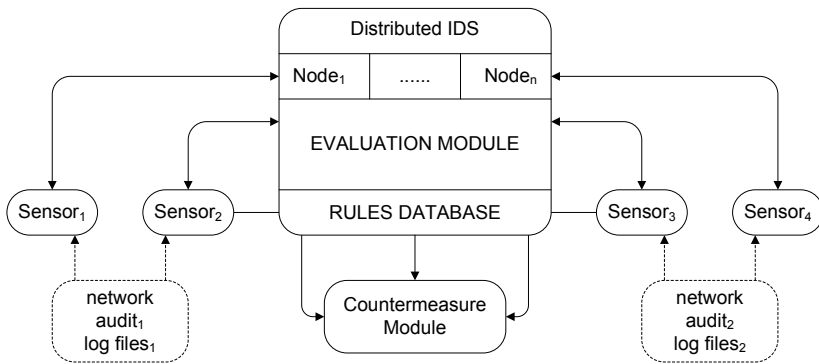 Distributed IDS
Node₁ ...... Nodeₙ
EVALUATION MODULE
Sensor₁ Sensor₂ RULES DATABASE Sensor₃ Sensor₄
network
audit₁
log files₁
Countermeasure
Module
network
audit₂
log files₂